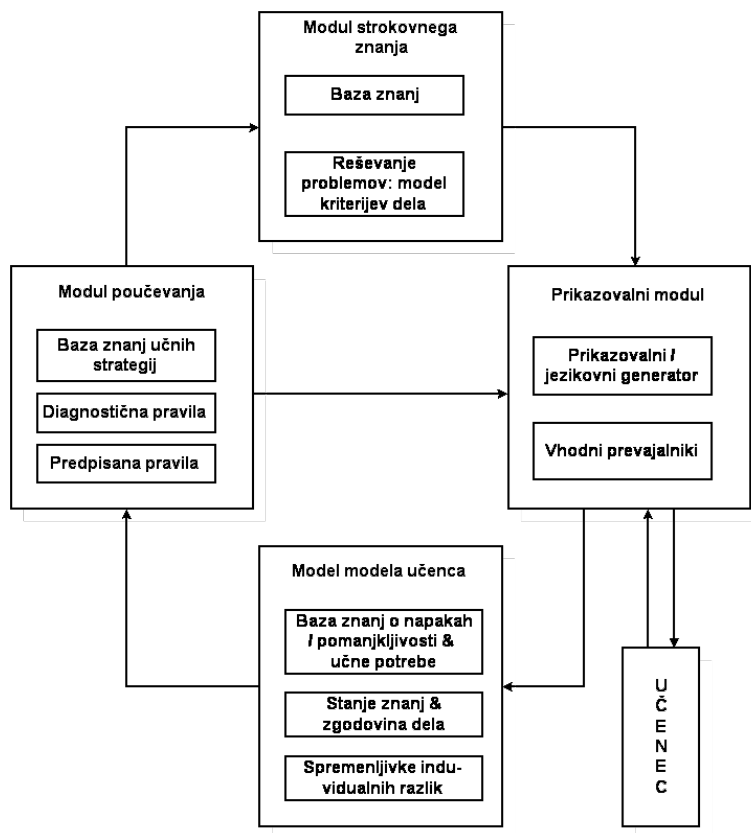 Modul strokovnega
znanja
Baza znanj
Reševanje
problemov: model
kriterijev dela
Modul poučevanja
Baza znanj učnih
strategij
Diagnostična pravila
Predpisana pravila
Prikazovalni modul
Prikazovalni /
jezikovni generator
Vhodni prevajalniki
Model modela učenca
Baza znanj o napakah
/ pomanjkljivosti &
učne potrebe
Stanje znanj &
zgodovina dela
Spremenljivke indu-
vidualnih razlik
U
Č
E
N
E
C